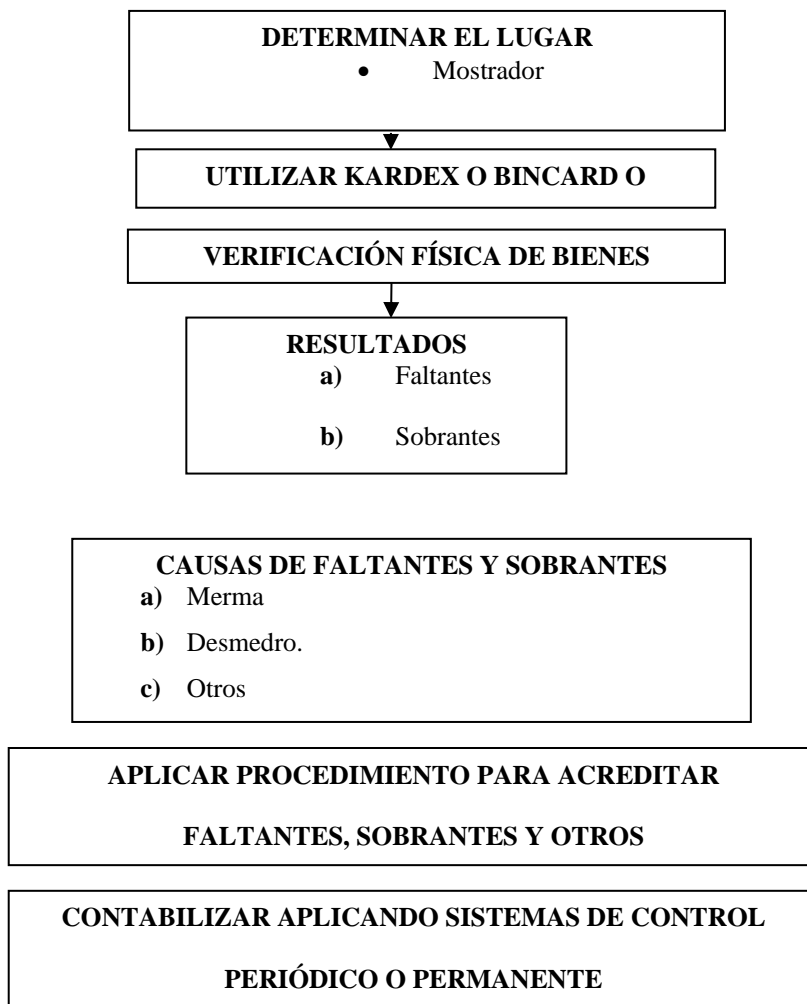 DETERMINAR EL LUGAR
• Mostrador
UTILIZAR KARDEX O BINCARD O
VERIFICACIÓN FÍSICA DE BIENES
RESULTADOS
a) Faltantes
b) Sobrantes
CAUSAS DE FALTANTES Y SOBRANTES
a) Merma
b) Desmedro.
c) Otros
APLICAR PROCEDIMIENTO PARA ACREDITAR
FALTANTES, SOBRANTES Y OTROS
CONTABILIZAR APLICANDO SISTEMAS DE CONTROL
PERIÓDICO O PERMANENTE